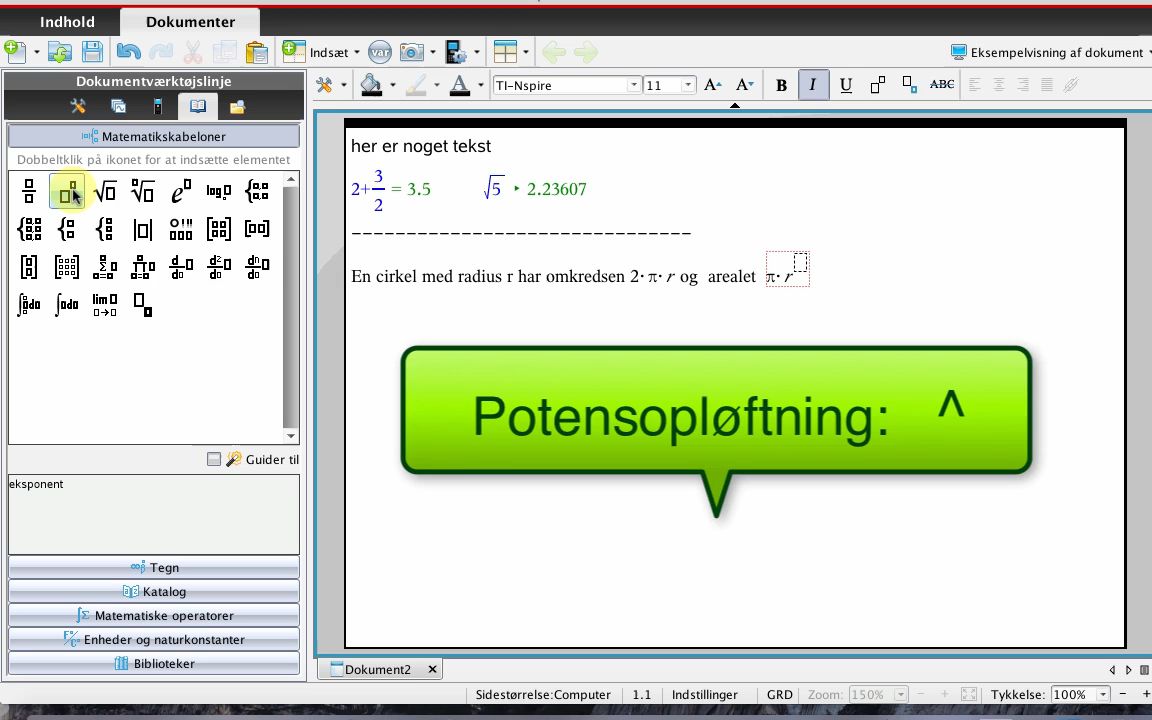 Indhold Dokumenter
Indsæt var Eksempelvisning af dokument
Dokumentværktøjslinje
TI-Nspire 11 A A B I U ABC
Matematikskabeloner
Dobbeltklik på ikonet for at indsætte elementet
her er noget tekst
2+3/2 = 3.5 √5 ▸ 2.23607
-------------------------------
En cirkel med radius r har omkredsen 2·π·r og arealet π·r
Potensopløftning: ^
Guider til
eksponent
Tegn
Katalog
Matematiske operatorer
Enheder og naturkonstanter
Biblioteker
Dokument2
Sidestørrelse:Computer 1.1 Indstillinger GRD Zoom: 150% Tykkelse: 100%